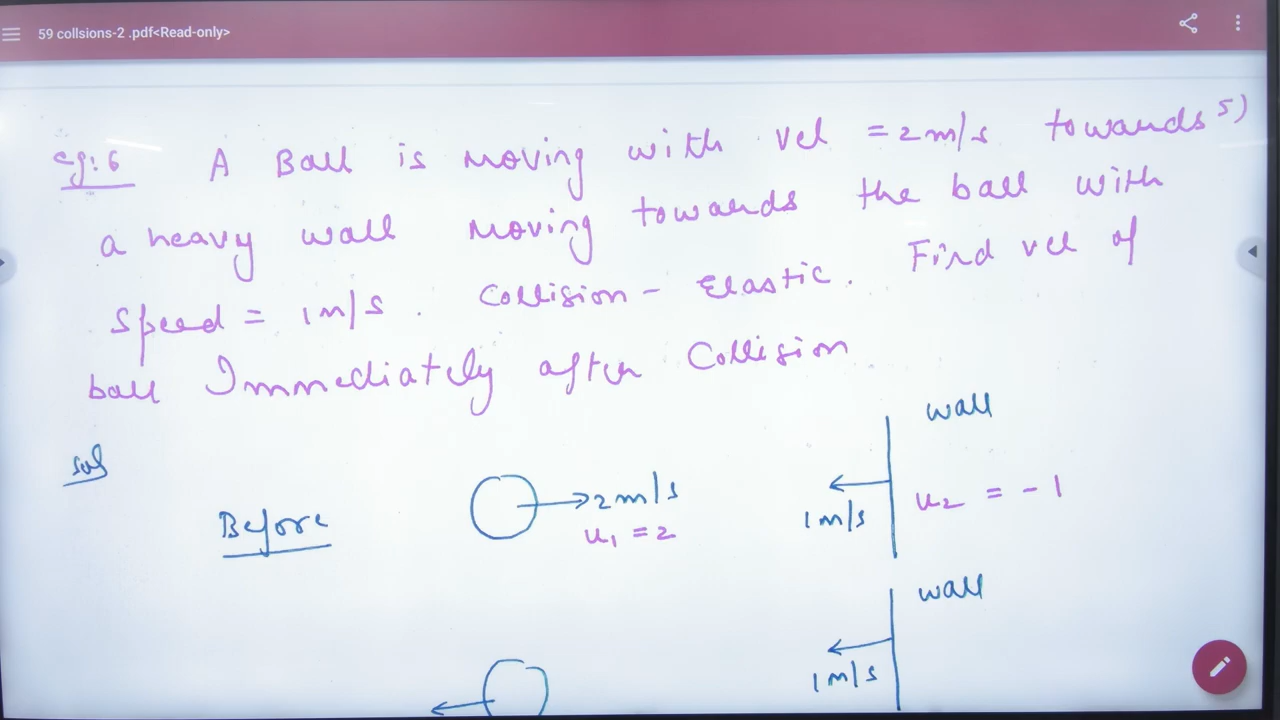 59 collsions-2 .pdf<Read-only>
eg:6 A Ball is moving with vel = 2m/s towards 5)
a heavy wall moving towards the ball with
speed = 1m/s. Collision - Elastic. Find vel of
ball Immediately after Collision
wall
sol
Before
2m/s
u₁ = 2
1m/s
u₂ = -1
wall
1m/s